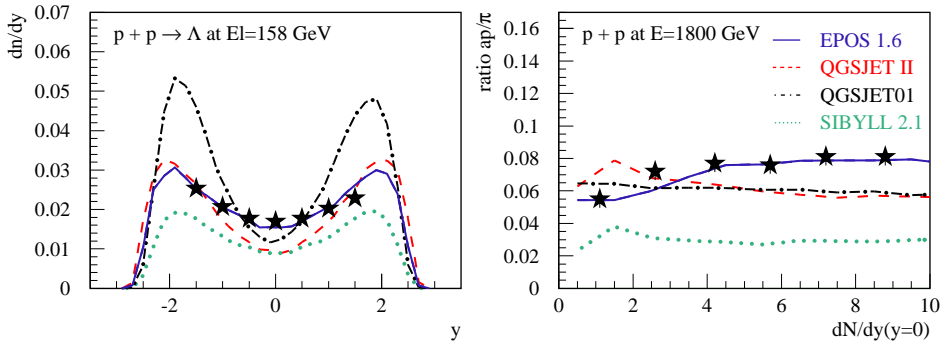 dn/dy
0.07
0.06
0.05
0.04
0.03
0.02
0.01
0
p + p → Λ at El=158 GeV
-2
0
2
y
ratio ap/π
0.16
0.14
0.12
0.1
0.08
0.06
0.04
0.02
0
p + p at E=1800 GeV
EPOS 1.6
QGSJET II
QGSJET01
SIBYLL 2.1
0
2
4
6
8
10
dN/dy(y=0)